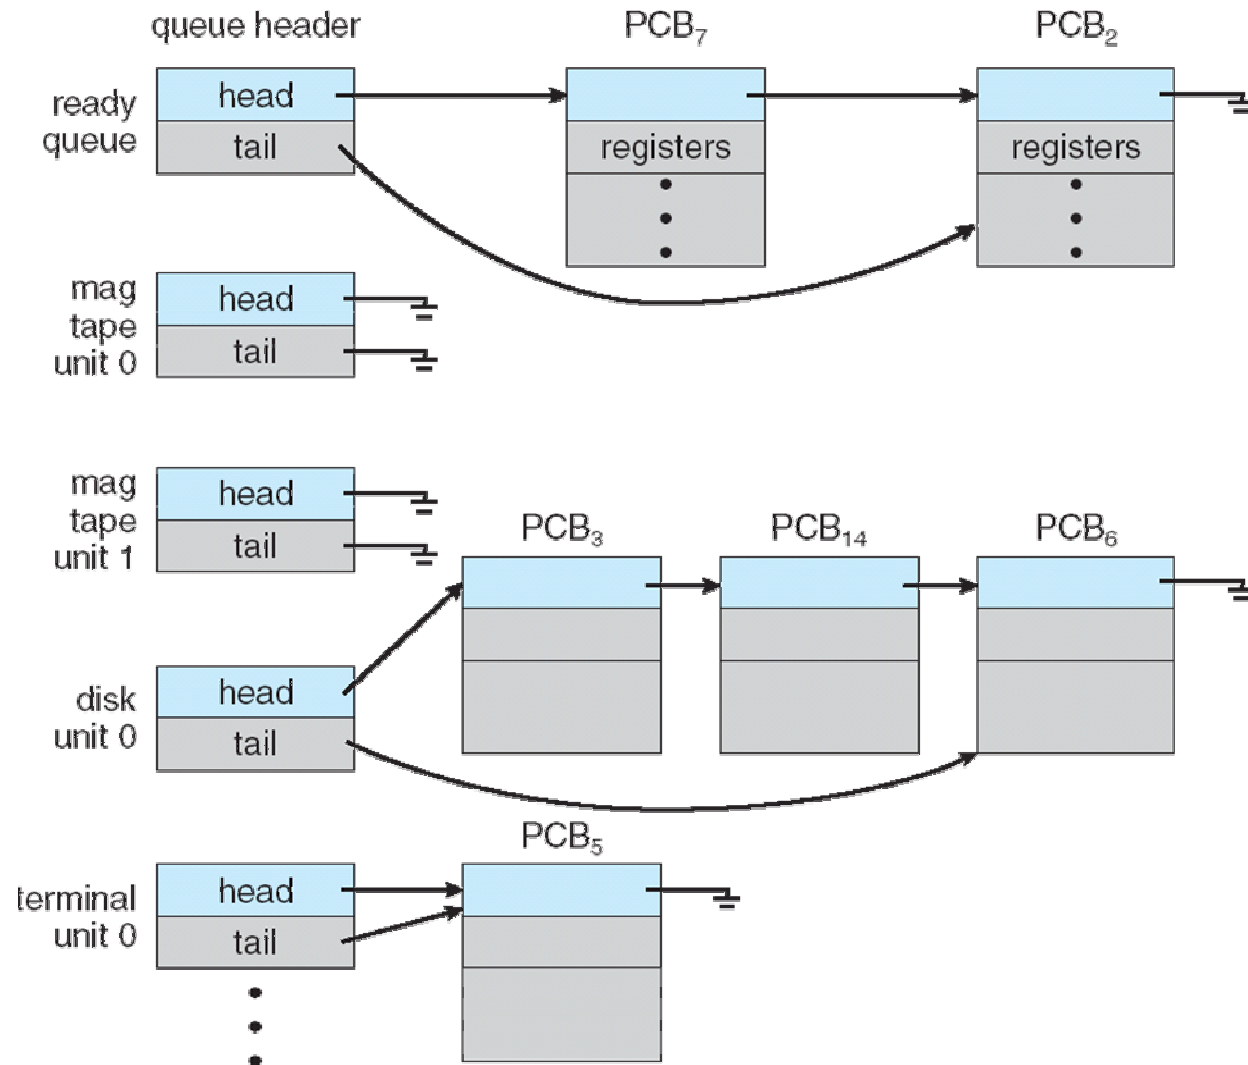 queue header
PCB₇
PCB₂
ready
queue
head
tail
registers
registers
mag
tape
unit 0
head
tail
mag
tape
unit 1
head
tail
PCB₃
PCB₁₄
PCB₆
disk
unit 0
head
tail
PCB₅
terminal
unit 0
head
tail